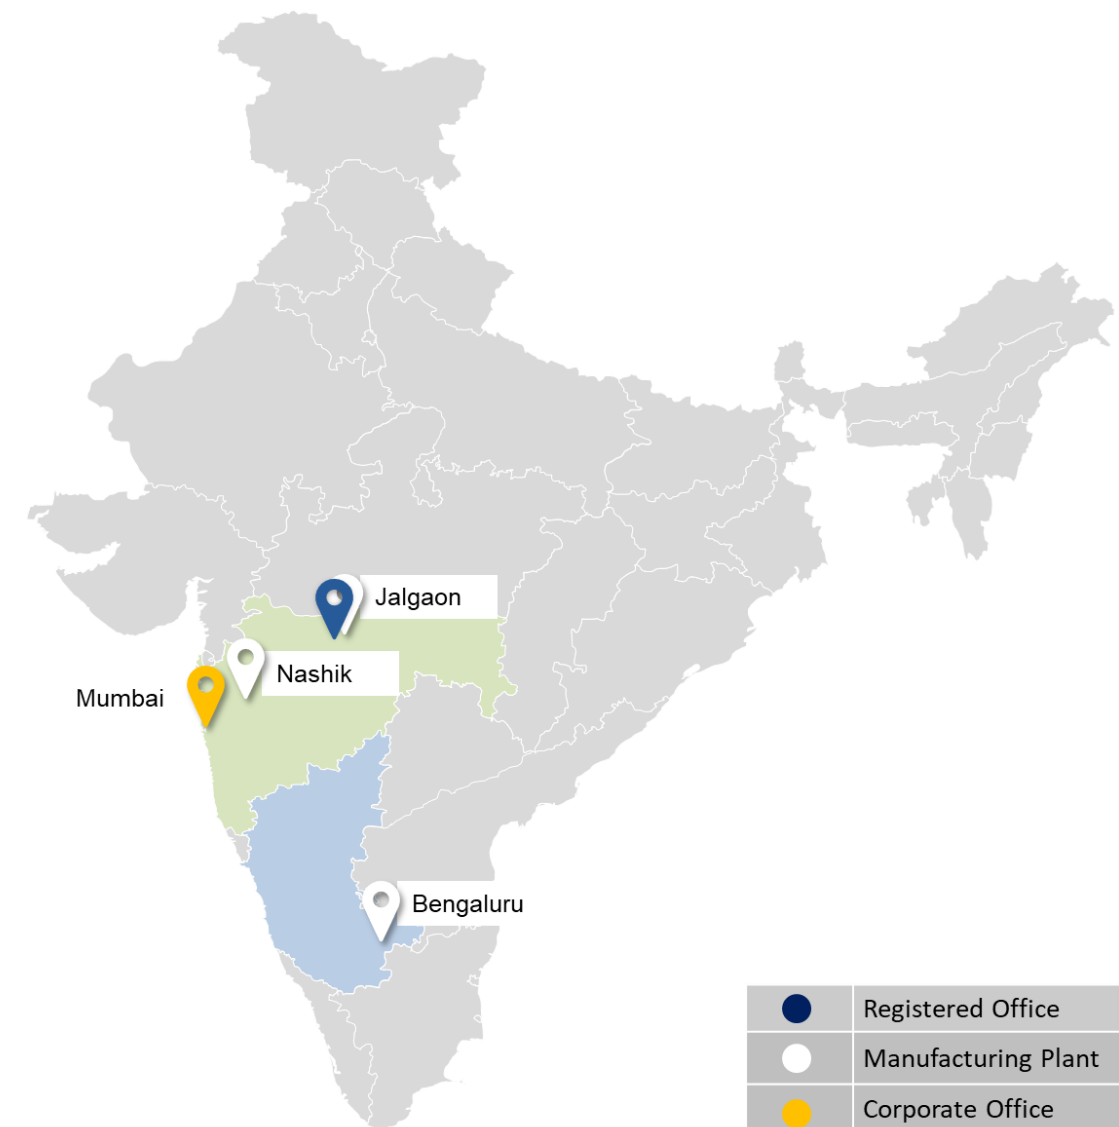 Jalgaon
Nashik
Mumbai
Bengaluru
Registered Office
Manufacturing Plant
Corporate Office